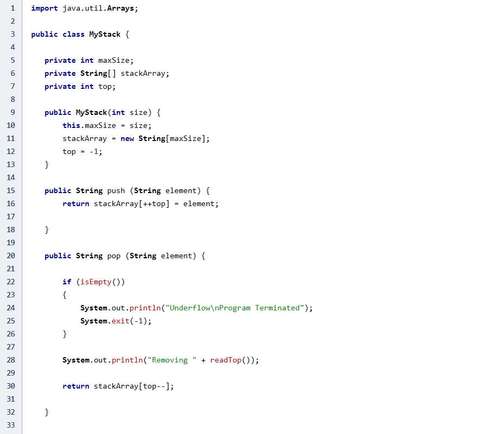 1 import java.util.Arrays;
2
3 public class MyStack {
4
5 private int maxSize;
6 private String[] stackArray;
7 private int top;
8
9 public MyStack(int size) {
10 this.maxSize = size;
11 stackArray = new String[maxSize];
12 top = -1;
13 }
14
15 public String push (String element) {
16 return stackArray[++top] = element;
17
18 }
19
20 public String pop (String element) {
21
22 if (isEmpty())
23 {
24 System.out.println("Underflow\nProgram Terminated");
25 System.exit(-1);
26 }
27
28 System.out.println("Removing " + readTop());
29
30 return stackArray[top--];
31
32 }
33